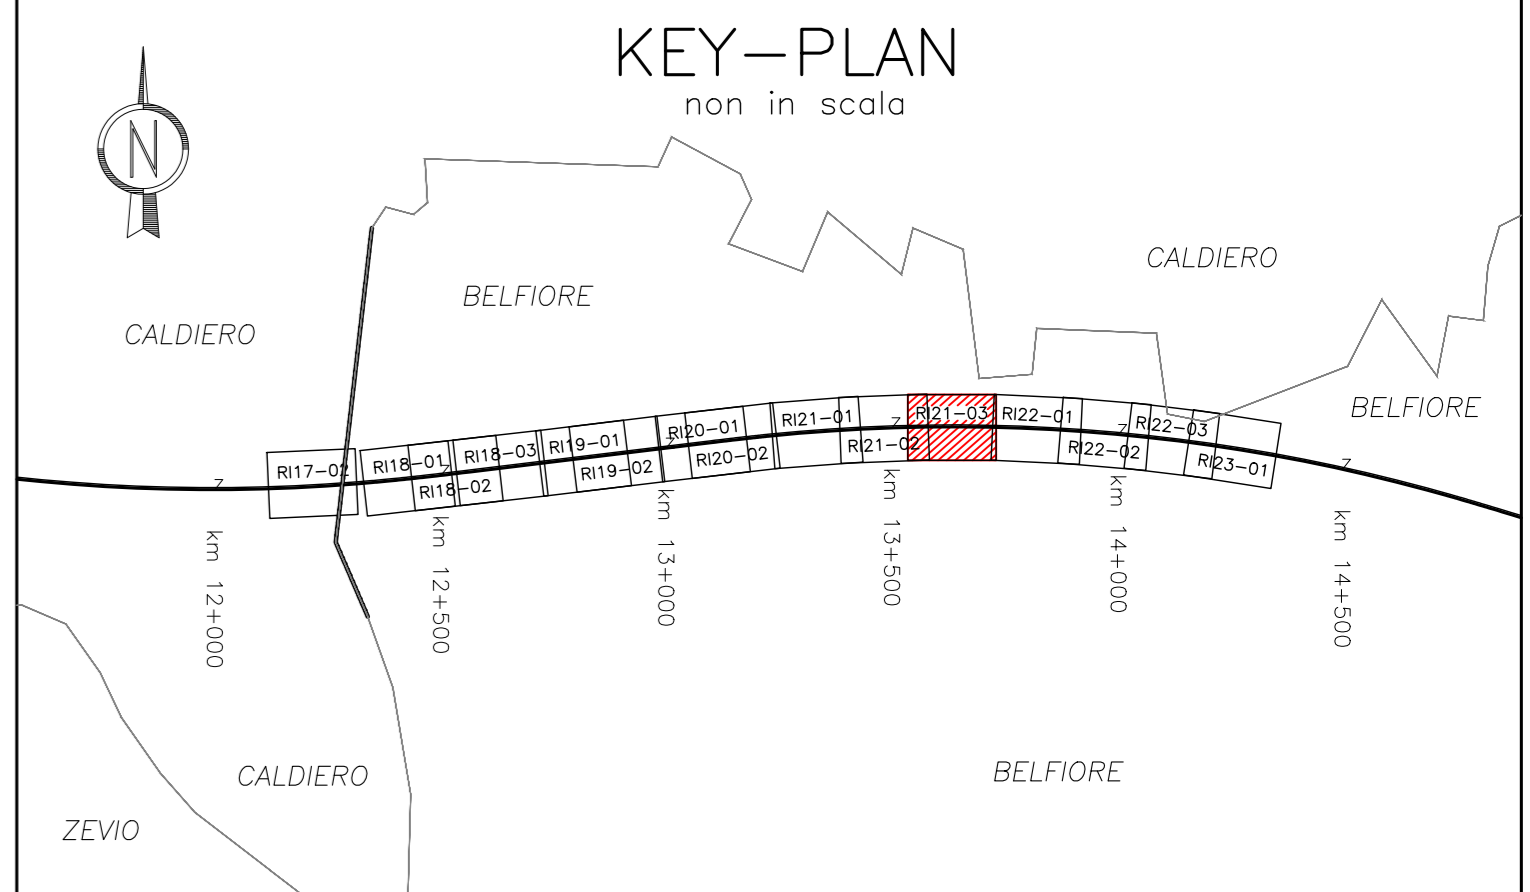 KEY-PLAN
non in scala
N
CALDIERO
BELFIORE
CALDIERO
BELFIORE
RI17-02
RI18-01
RI18-02
RI18-03
RI19-01
RI19-02
RI20-01
RI20-02
RI21-01
RI21-02
RI21-03
RI22-01
RI22-02
RI22-03
RI23-01
km 12+000
km 12+500
km 13+000
km 13+500
km 14+000
km 14+500
CALDIERO
BELFIORE
ZEVIO